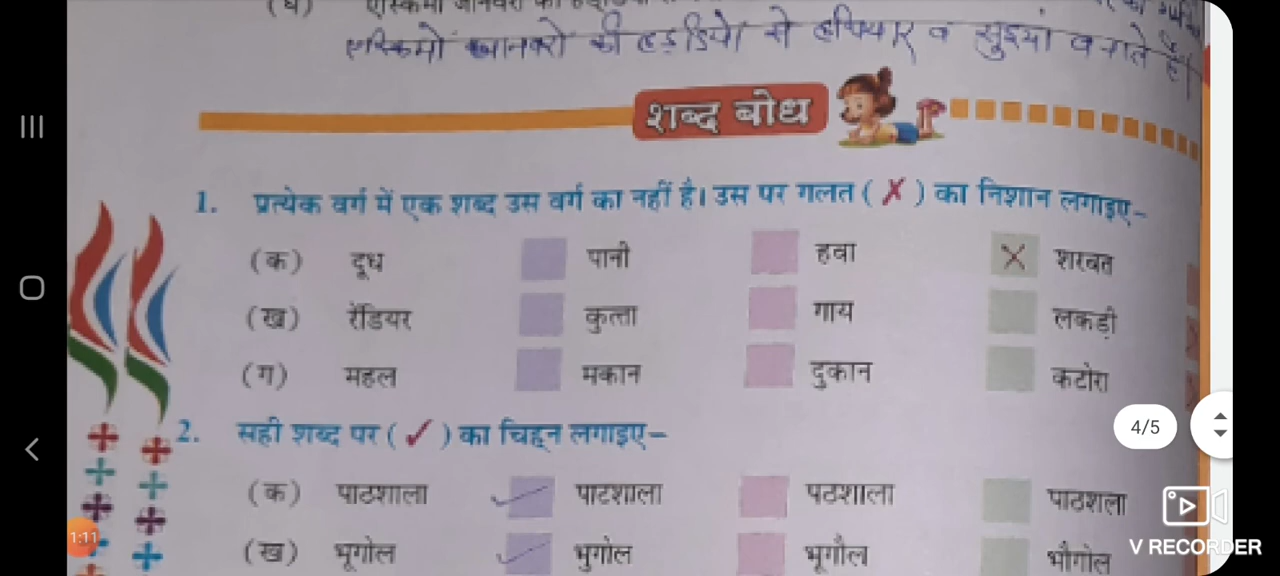 (घ)
एस्किमों जानवरों की हड्डियों से हथियार व सुइयां बनाते हैं।
शब्द बोध
1. प्रत्येक वर्ग में एक शब्द उस वर्ग का नहीं है। उस पर गलत ( ✗ ) का निशान लगाइए–
(क) दूध पानी हवा ✗ शरबत
(ख) रेंडियर कुत्ता गाय लकड़ी
(ग) महल मकान दुकान कटोरा
4/5
2. सही शब्द पर ( ✓ ) का चिह्न लगाइए–
(क) पाठशाला ✓ पाटशाला पठशाला पाठशला
1:11
V RECORDER
(ख) भूगोल ✓ भुगोल भूगौल भौगोल